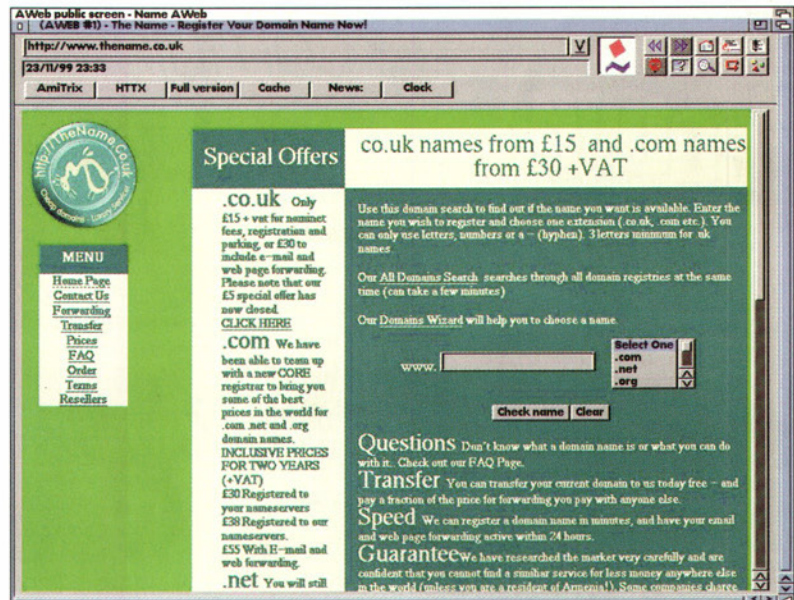 AWeb public screen - Name AWeb
(AWEB #1) - The Name - Register Your Domain Name Now!
http://www.thename.co.uk
V
23/11/99 23:33
AmiTrix
HTTX
Full version
Cache
News:
Clock
http://TheName.Co.uk
Cheap domains - Luxury Service
MENU
Home Page
Contact Us
Forwarding
Transfer
Prices
FAQ
Order
Terms
Resellers
Special Offers
.co.uk Only
£15 + vat for nominet
fees, registration and
parking, or £30 to
include e-mail and
web page forwarding.
Please note that our
£5 special offer has
now closed.
CLICK HERE
.com We have
been able to team up
with a new CORE
registrar to bring you
some of the best
prices in the world for
.com .net and .org
domain names.
INCLUSIVE PRICES
FOR TWO YEARS
(+VAT)
£30 Registered to
your nameservers
£38 Registered to our
nameservers.
£55 With E-mail and
web forwarding.
.net You will still
co.uk names from £15 and .com names
from £30 +VAT
Use this domain search to find out if the name you want is available. Enter the
name you wish to register and choose one extension (.co.uk, .com etc.). You
can only use letters, numbers or a - (hyphen). 3 letters minimum for .uk
names.
Our All Domains Search searches through all domain registries at the same
time (can take a few minutes)
Our Domains Wizard will help you to choose a name.
www.
Select One
.com
.net
.org
Check name
Clear
Questions Don't know what a domain name is or what you can do
with it.. Check out our FAQ Page.
Transfer You can transfer your current domain to us today free - and
pay a fraction of the price for forwarding you pay with anyone else.
Speed We can register a domain name in minutes, and have your email
and web page forwarding active within 24 hours.
Guarantee We have researched the market very carefully and are
confident that you cannot find a similiar service for less money anywhere else
in the world (unless you are a resident of Armenia!). Some companies charge